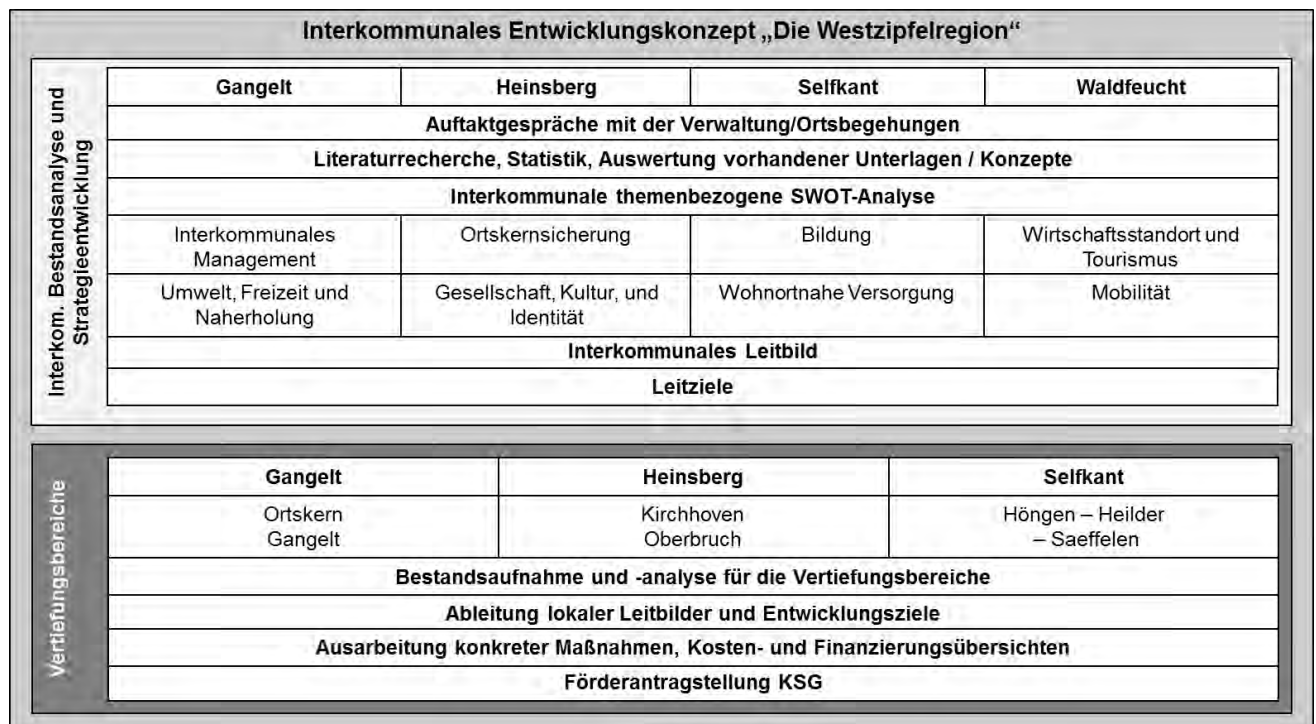 Interkommunales Entwicklungskonzept „Die Westzipfelregion“
Interkom. Bestandsanalyse und
Strategieentwicklung
Gangelt Heinsberg Selfkant Waldfeucht
Auftaktgespräche mit der Verwaltung/Ortsbegehungen
Literaturrecherche, Statistik, Auswertung vorhandener Unterlagen / Konzepte
Interkommunale themenbezogene SWOT-Analyse
Interkommunales
Management
Ortskernsicherung
Bildung
Wirtschaftsstandort und
Tourismus
Umwelt, Freizeit und
Naherholung
Gesellschaft, Kultur, und
Identität
Wohnortnahe Versorgung
Mobilität
Interkommunales Leitbild
Leitziele
Vertiefungsbereiche
Gangelt Heinsberg Selfkant
Ortskern
Gangelt
Kirchhoven
Oberbruch
Höngen – Heilder
– Saeffelen
Bestandsaufnahme und -analyse für die Vertiefungsbereiche
Ableitung lokaler Leitbilder und Entwicklungsziele
Ausarbeitung konkreter Maßnahmen, Kosten- und Finanzierungsübersichten
Förderantragstellung KSG